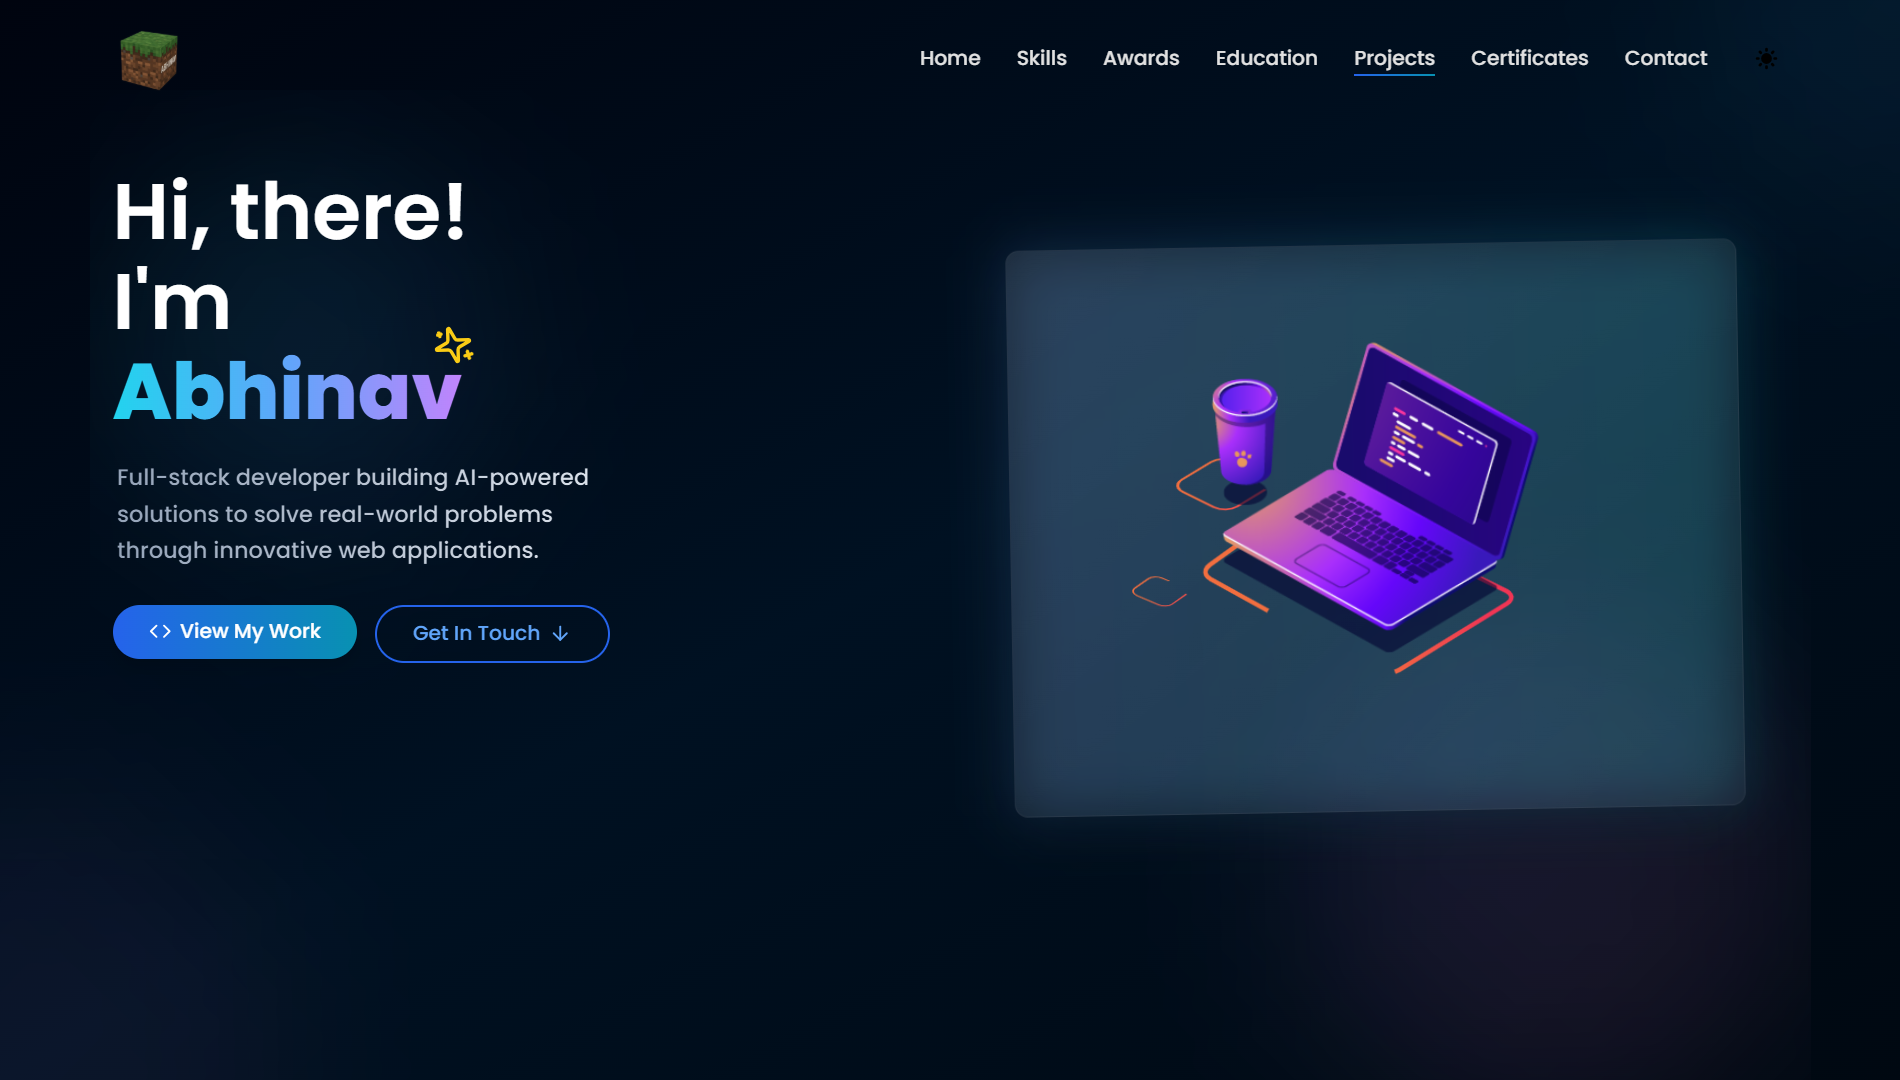 Home Skills Awards Education Projects Certificates Contact
Hi, there!
I'm
Abhinav
Full-stack developer building AI-powered
solutions to solve real-world problems
through innovative web applications.
View My Work
Get In Touch